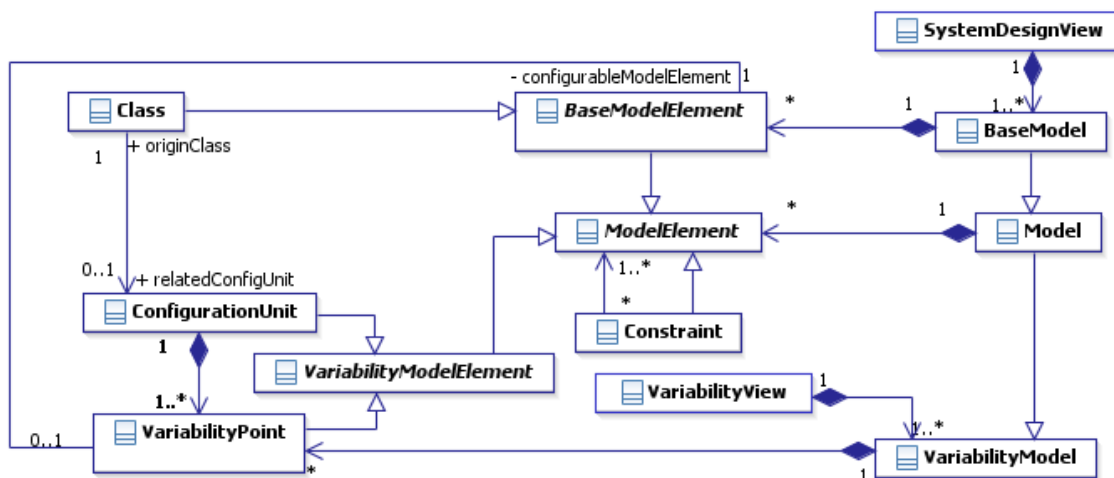 SystemDesignView
1
1..*
- configurableModelElement
1
Class
BaseModelElement
*
1
BaseModel
1
+ originClass
ModelElement
*
1
Model
0..1
+ relatedConfigUnit
1..*
*
ConfigurationUnit
Constraint
1
VariabilityModelElement
VariabilityView
1
1..*
VariabilityPoint
1..*
0..1
*
1
VariabilityModel